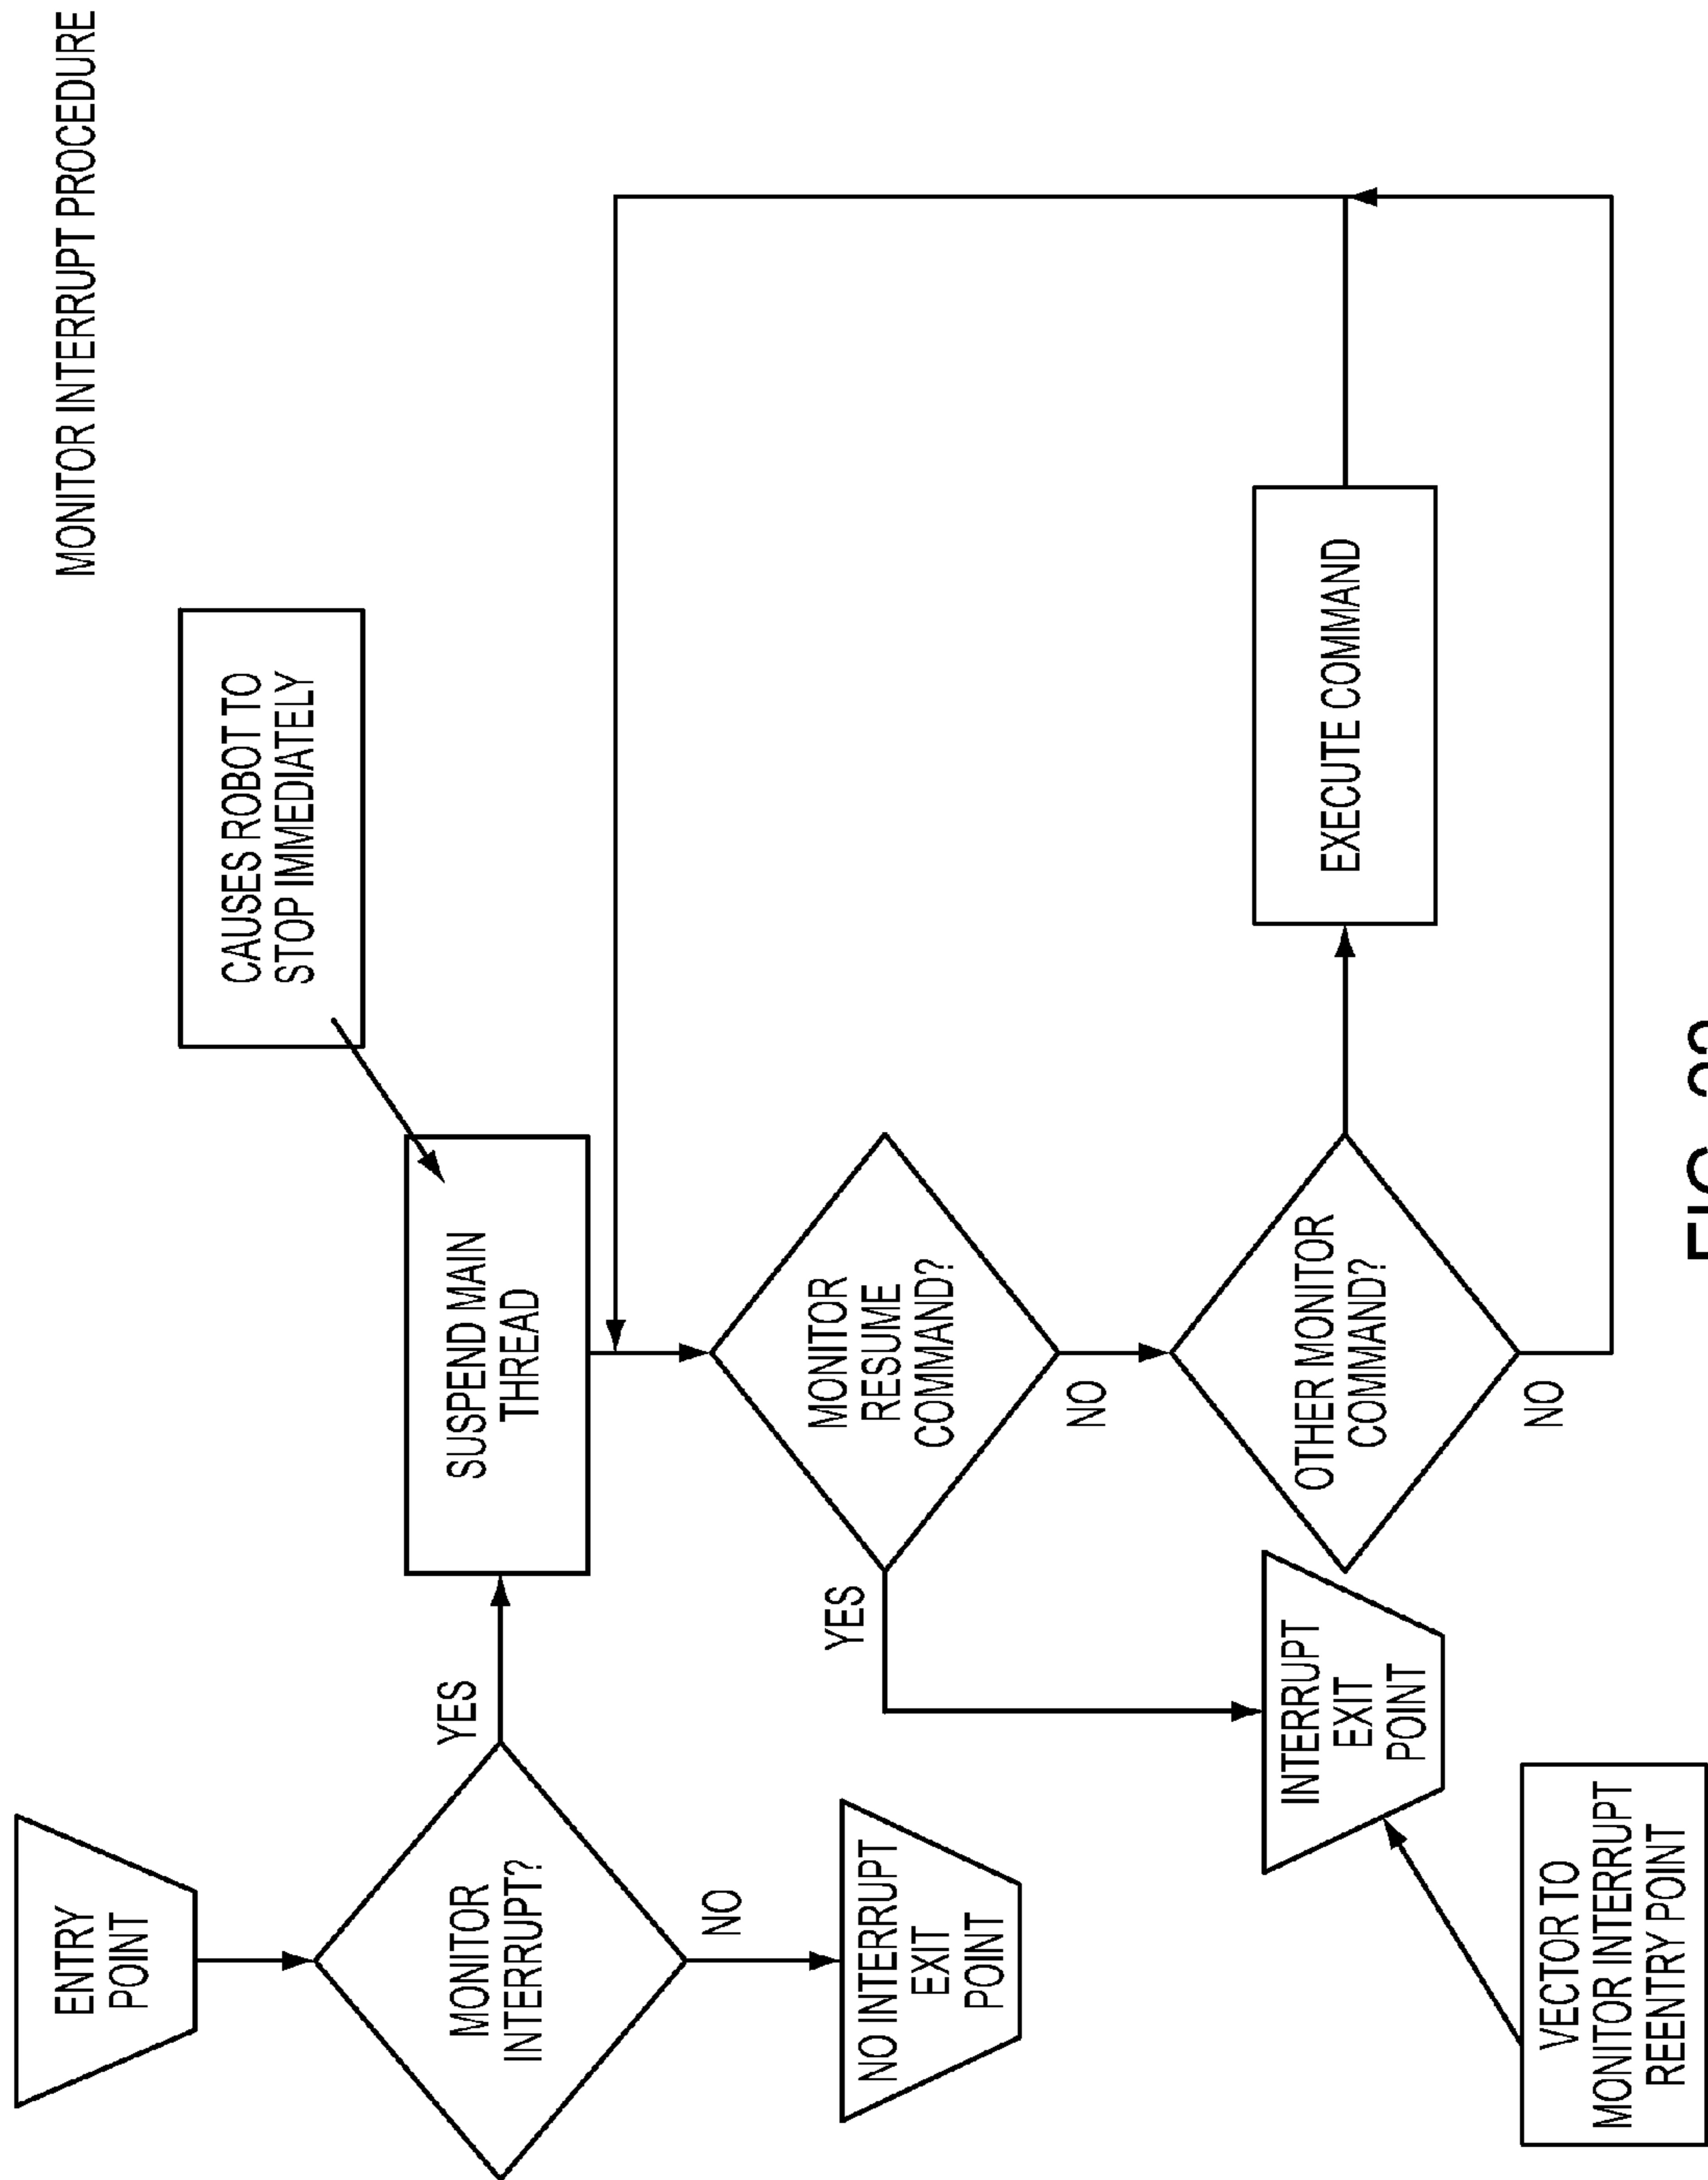 MONITOR INTERRUPT PROCEDURE
ENTRY
POINT
CAUSES ROBOT TO
STOP IMMEDIATELY
MONITOR
INTERRUPT?
YES
SUSPEND MAIN
THREAD
NO
NO INTERRUPT
EXIT
POINT
MONITOR
RESUME
COMMAND?
YES
NO
INTERRUPT
EXIT
POINT
OTHER MONITOR
COMMAND?
EXECUTE COMMAND
NO
VECTOR TO
MONITOR INTERRUPT
REENTRY POINT
FIG.